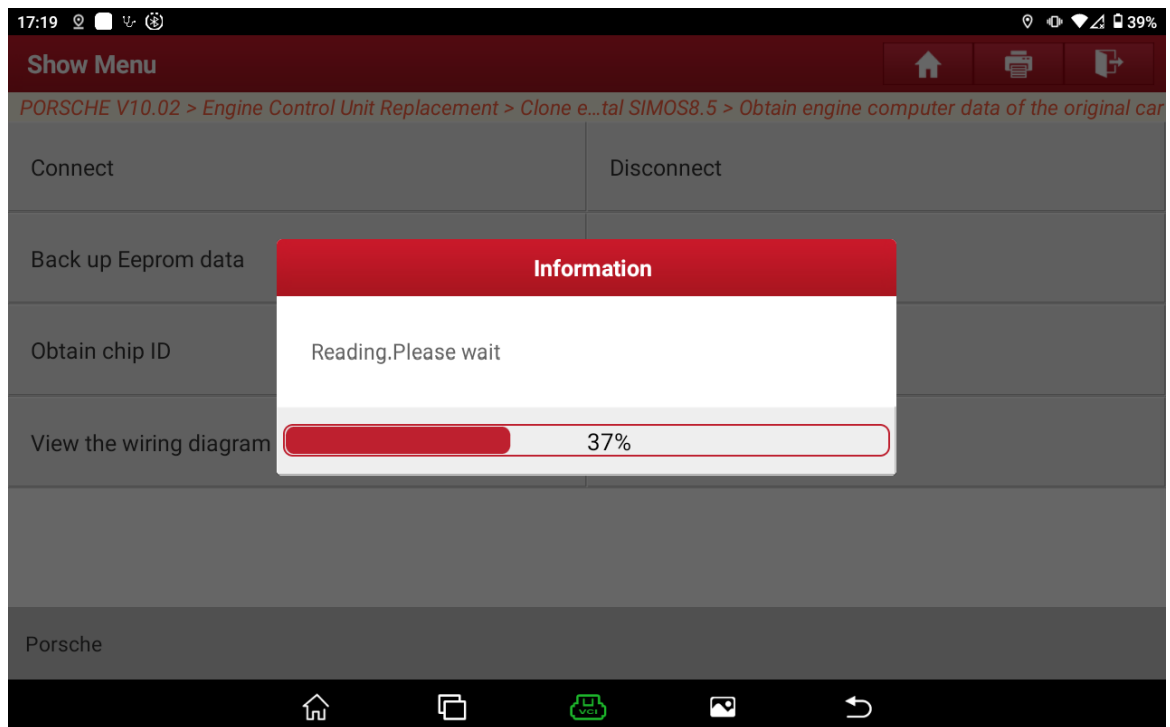 17:19
39%
Show Menu
PORSCHE V10.02 > Engine Control Unit Replacement > Clone e...tal SIMOS8.5 > Obtain engine computer data of the original car
Connect
Disconnect
Back up Eeprom data
Information
Obtain chip ID
Reading.Please wait
View the wiring diagram
37%
Porsche
VCI